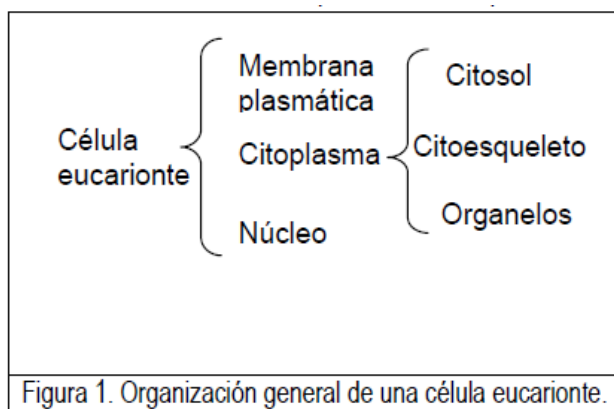 Célula
eucarionte
Membrana
plasmática
Citoplasma
Núcleo
Citosol
Citoesqueleto
Organelos
Figura 1. Organización general de una célula eucarionte.